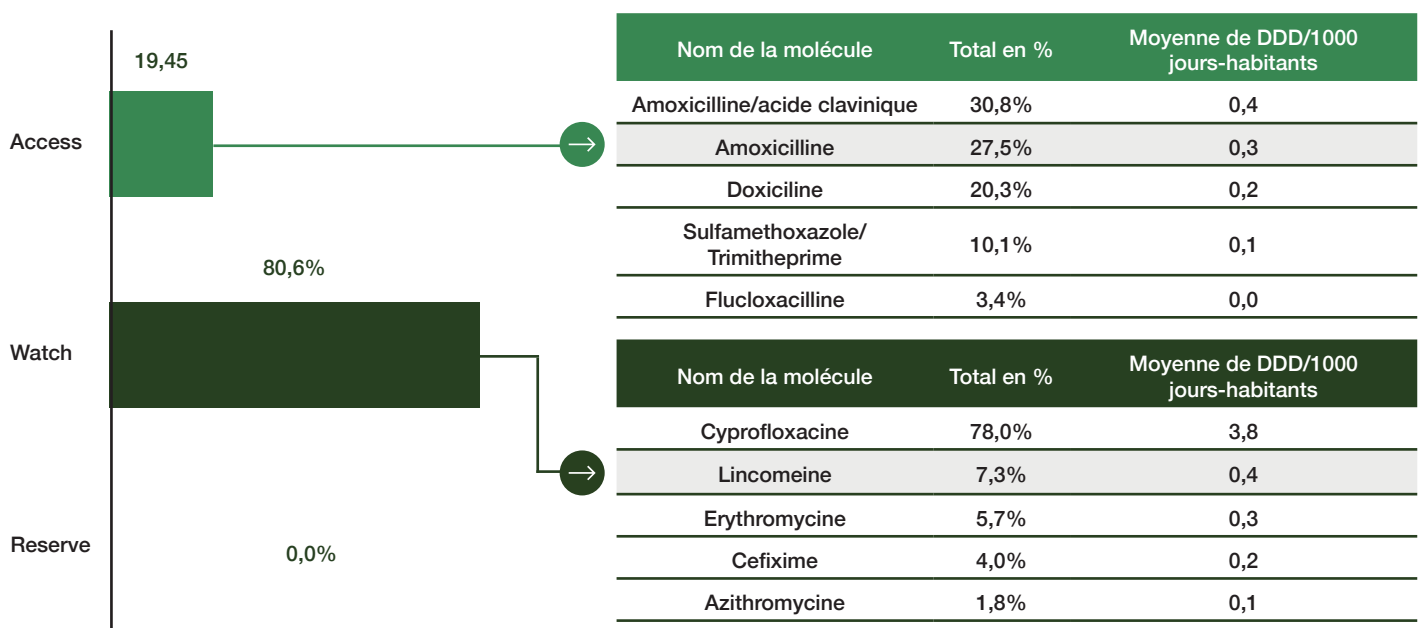 19,45
Access
80,6%
Watch
Reserve
0,0%
Nom de la molécule Total en % Moyenne de DDD/1000
jours-habitants
Amoxicilline/acide clavinique 30,8% 0,4
Amoxicilline 27,5% 0,3
Doxiciline 20,3% 0,2
Sulfamethoxazole/
Trimitheprime 10,1% 0,1
Flucloxacilline 3,4% 0,0
Nom de la molécule Total en % Moyenne de DDD/1000
jours-habitants
Cyprofloxacine 78,0% 3,8
Lincomeine 7,3% 0,4
Erythromycine 5,7% 0,3
Cefixime 4,0% 0,2
Azithromycine 1,8% 0,1